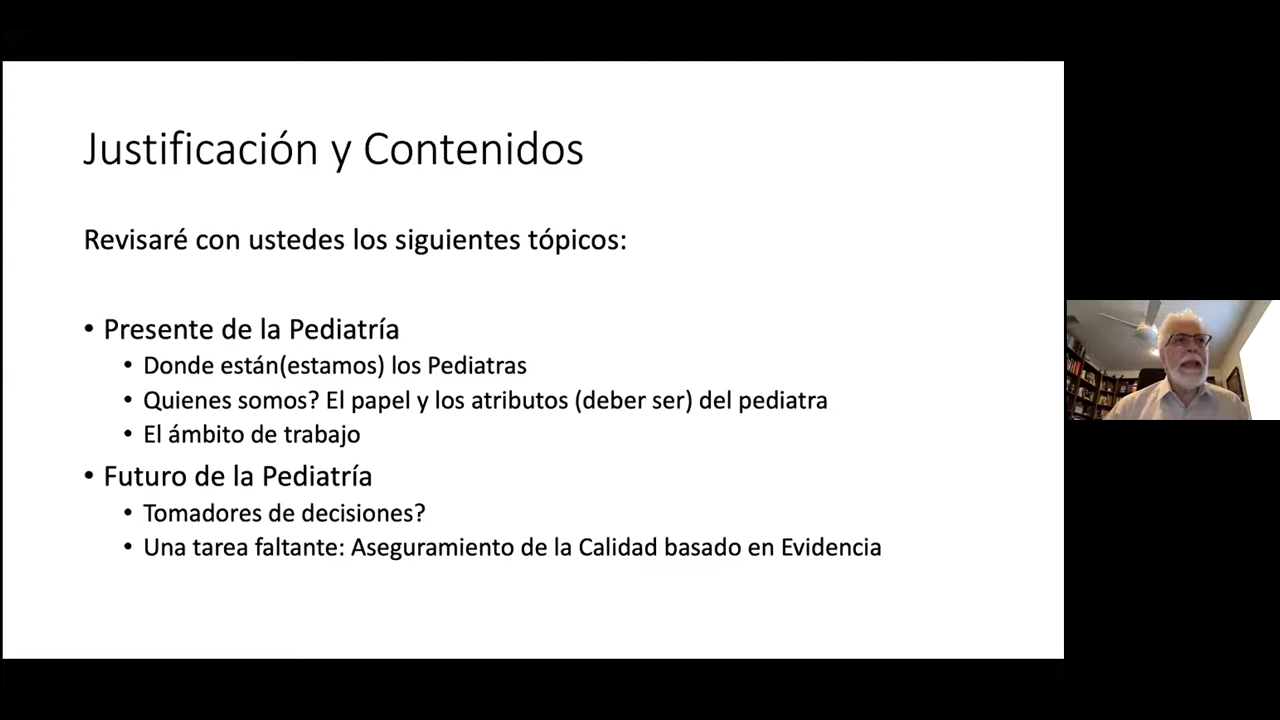 Justificación y Contenidos
Revisaré con ustedes los siguientes tópicos:
• Presente de la Pediatría
• Donde están(estamos) los Pediatras
• Quienes somos? El papel y los atributos (deber ser) del pediatra
• El ámbito de trabajo
• Futuro de la Pediatría
• Tomadores de decisiones?
• Una tarea faltante: Aseguramiento de la Calidad basado en Evidencia